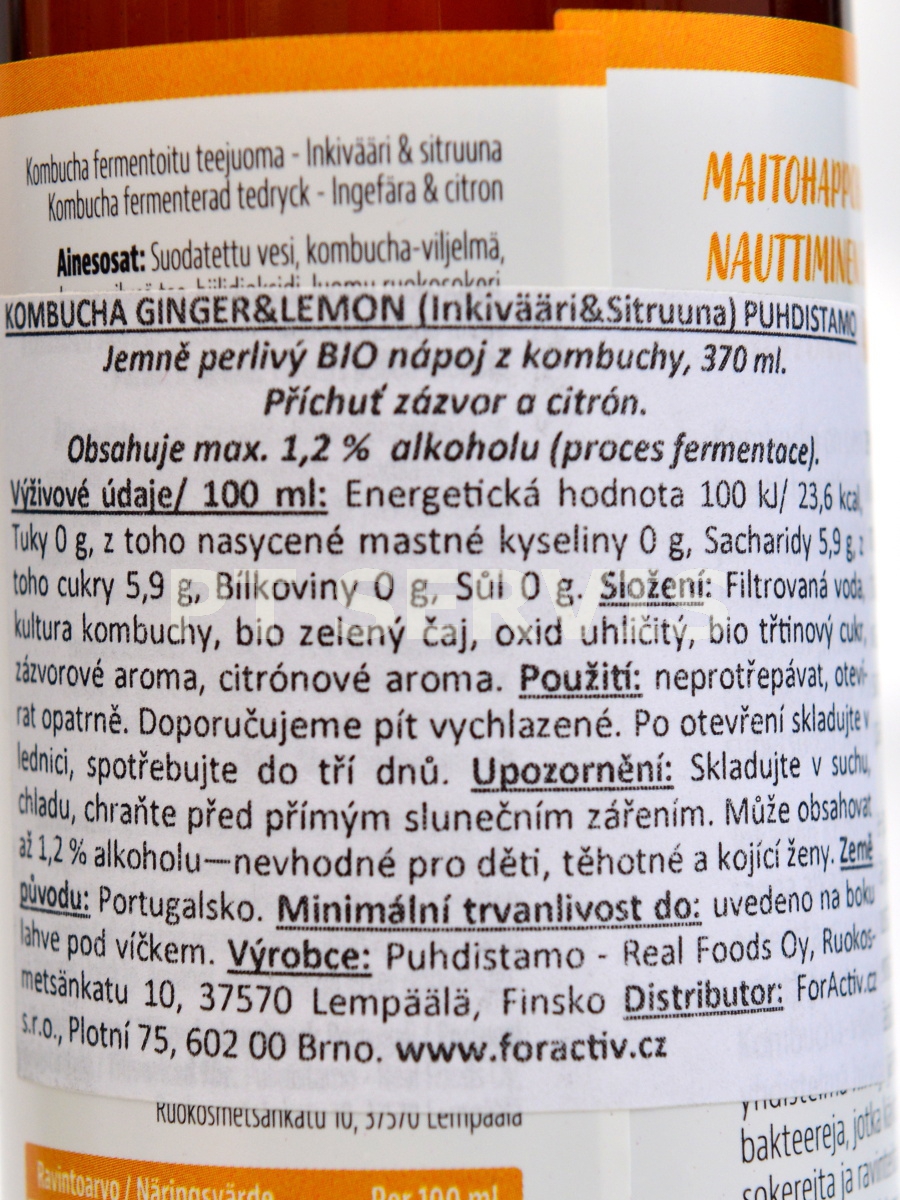 Kombucha fermentoitu teejuoma - Inkivääri & sitruuna
Kombucha fermenterad tedryck - Ingefära & citron
Ainesosat: Suodatettu vesi, kombucha-viljelmä,
MAITOHAPPO
NAUTTIMINEN
KOMBUCHA GINGER&LEMON (Inkivääri&Sitruuna) PUHDISTAMO
Jemně perlivý BIO nápoj z kombuchy, 370 ml.
Příchuť zázvor a citrón.
Obsahuje max. 1,2 % alkoholu (proces fermentace).
Výživové údaje/ 100 ml: Energetická hodnota 100 kJ/ 23,6 kcal,
Tuky 0 g, z toho nasycené mastné kyseliny 0 g, Sacharidy 5,9 g, z
toho cukry 5,9 g, Bílkoviny 0 g, Sůl 0 g. Složení: Filtrovaná voda,
PT SERVIS
kultura kombuchy, bio zelený čaj, oxid uhličitý, bio třtinový cukr,
zázvorové aroma, citrónové aroma. Použití: neprotřepávat, oteví-
rat opatrně. Doporučujeme pít vychlazené. Po otevření skladujte v
lednici, spotřebujte do tří dnů. Upozornění: Skladujte v suchu,
chladu, chraňte před přímým slunečním zářením. Může obsahovat
až 1,2 % alkoholu—nevhodné pro děti, těhotné a kojící ženy. Země
původu: Portugalsko. Minimální trvanlivost do: uvedeno na boku
lahve pod víčkem. Výrobce: Puhdistamo - Real Foods Oy, Ruokos-
metsänkatu 10, 37570 Lempäälä, Finsko Distributor: ForActiv.cz
s.r.o., Plotní 75, 602 00 Brno. www.foractiv.cz
Ruokosmetsänkatu 10, 37570 Lempäälä
bakteereja, jotka
sokereita ja
Ravintoarvo / Näringsvärde Per 100 ml